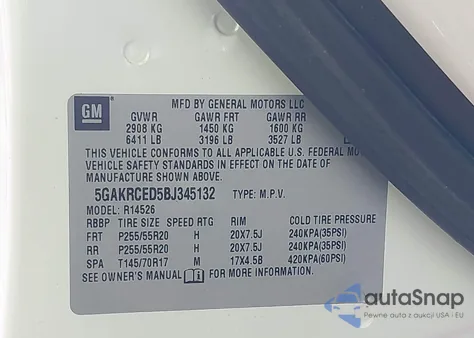 GM
MFD BY GENERAL MOTORS LLC
GVWR GAWR FRT GAWR RR
2908 KG 1450 KG 1600 KG
6411 LB 3196 LB 3527 LB
THIS VEHICLE CONFORMS TO ALL APPLICABLE U.S. FEDERAL
VEHICLE SAFETY STANDARDS IN EFFECT ON THE DATE OF
MANUFACTURE SHOWN ABOVE.
5GAKRCED5BJ345132 TYPE: M.P.V.
MODEL: R14526
RBBP TIRE SIZE SPEED RTG RIM COLD TIRE PRESSURE
FRT P255/55R20 H 20X7.5J 240KPA(35PSI)
RR P255/55R20 H 20X7.5J 240KPA(35PSI)
SPA T145/70R17 M 17X4.5B 420KPA(60PSI)
SEE OWNER'S MANUAL FOR MORE INFORMATION
autaSnap
Pewne auta z aukcji USA i EU